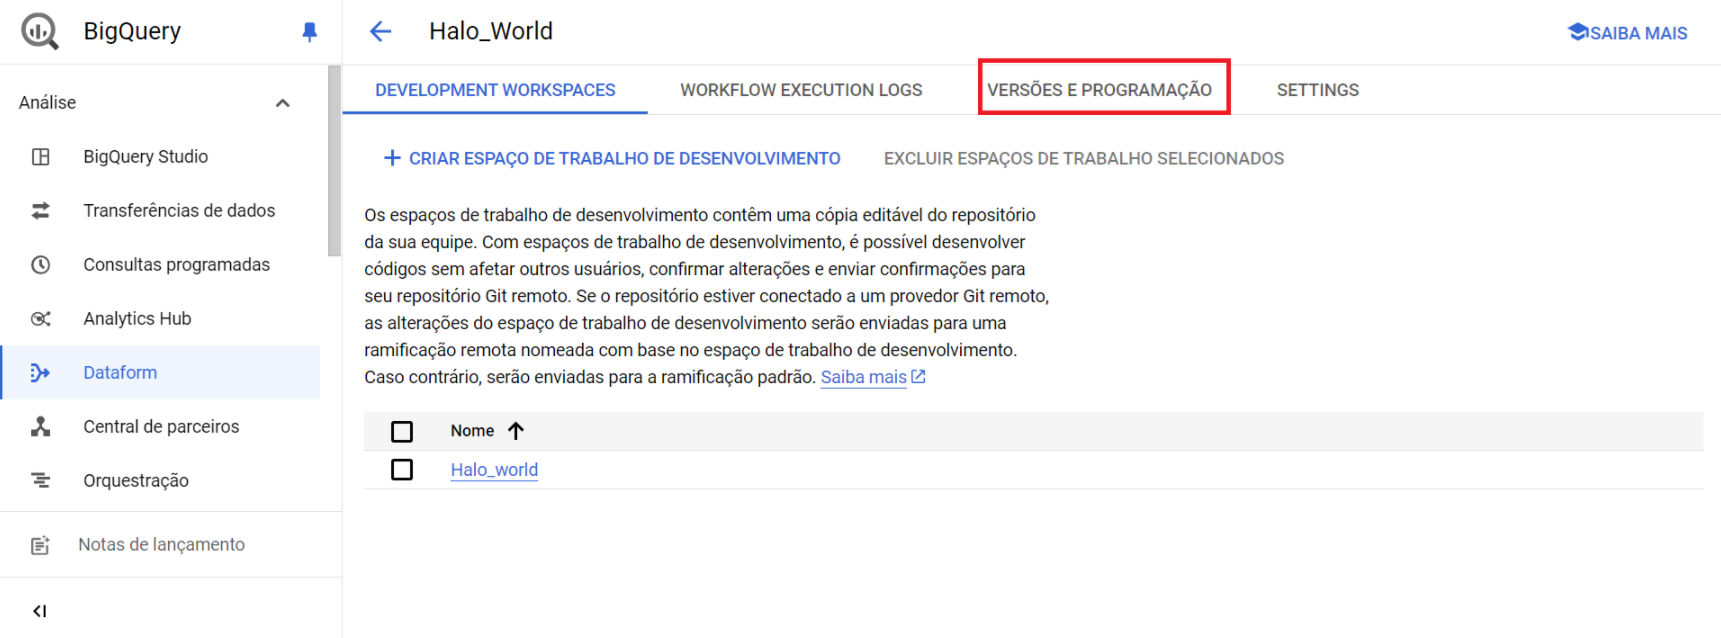 BigQuery
Halo_World
SAIBA MAIS
Análise
BigQuery Studio
Transferências de dados
Consultas programadas
Analytics Hub
Dataform
Central de parceiros
Orquestração
Notas de lançamento
DEVELOPMENT WORKSPACES
WORKFLOW EXECUTION LOGS
VERSÕES E PROGRAMAÇÃO
SETTINGS
CRIAR ESPAÇO DE TRABALHO DE DESENVOLVIMENTO
EXCLUIR ESPAÇOS DE TRABALHO SELECIONADOS
Os espaços de trabalho de desenvolvimento contêm uma cópia editável do repositório
da sua equipe. Com espaços de trabalho de desenvolvimento, é possível desenvolver
códigos sem afetar outros usuários, confirmar alterações e enviar confirmações para
seu repositório Git remoto. Se o repositório estiver conectado a um provedor Git remoto,
as alterações do espaço de trabalho de desenvolvimento serão enviadas para uma
ramificação remota nomeada com base no espaço de trabalho de desenvolvimento.
Caso contrário, serão enviadas para a ramificação padrão. Saiba mais
Nome
Halo_world